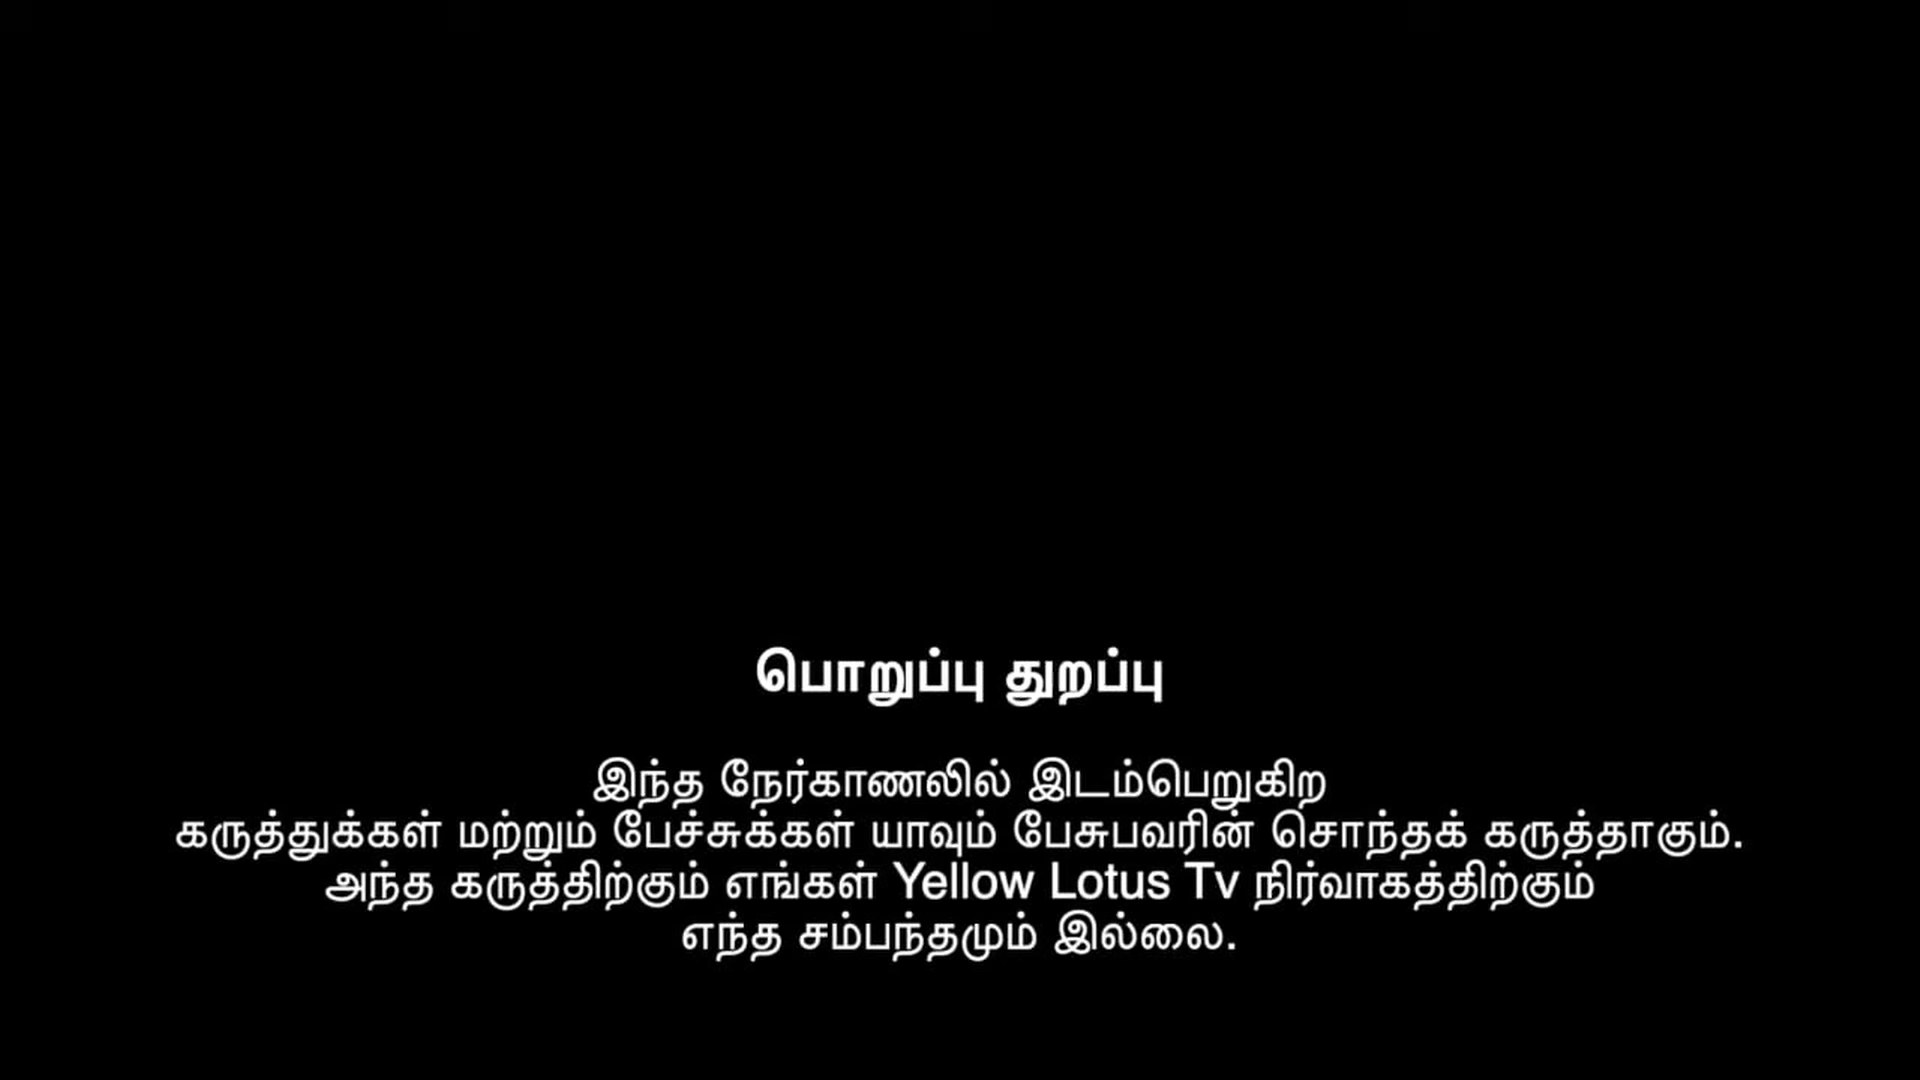 பொறுப்பு துறப்பு
இந்த நேர்காணலில் இடம்பெறுகிற
கருத்துக்கள் மற்றும் பேச்சுக்கள் யாவும் பேசுபவரின் சொந்தக் கருத்தாகும்.
அந்த கருத்திற்கும் எங்கள் Yellow Lotus Tv நிர்வாகத்திற்கும்
எந்த சம்பந்தமும் இல்லை.